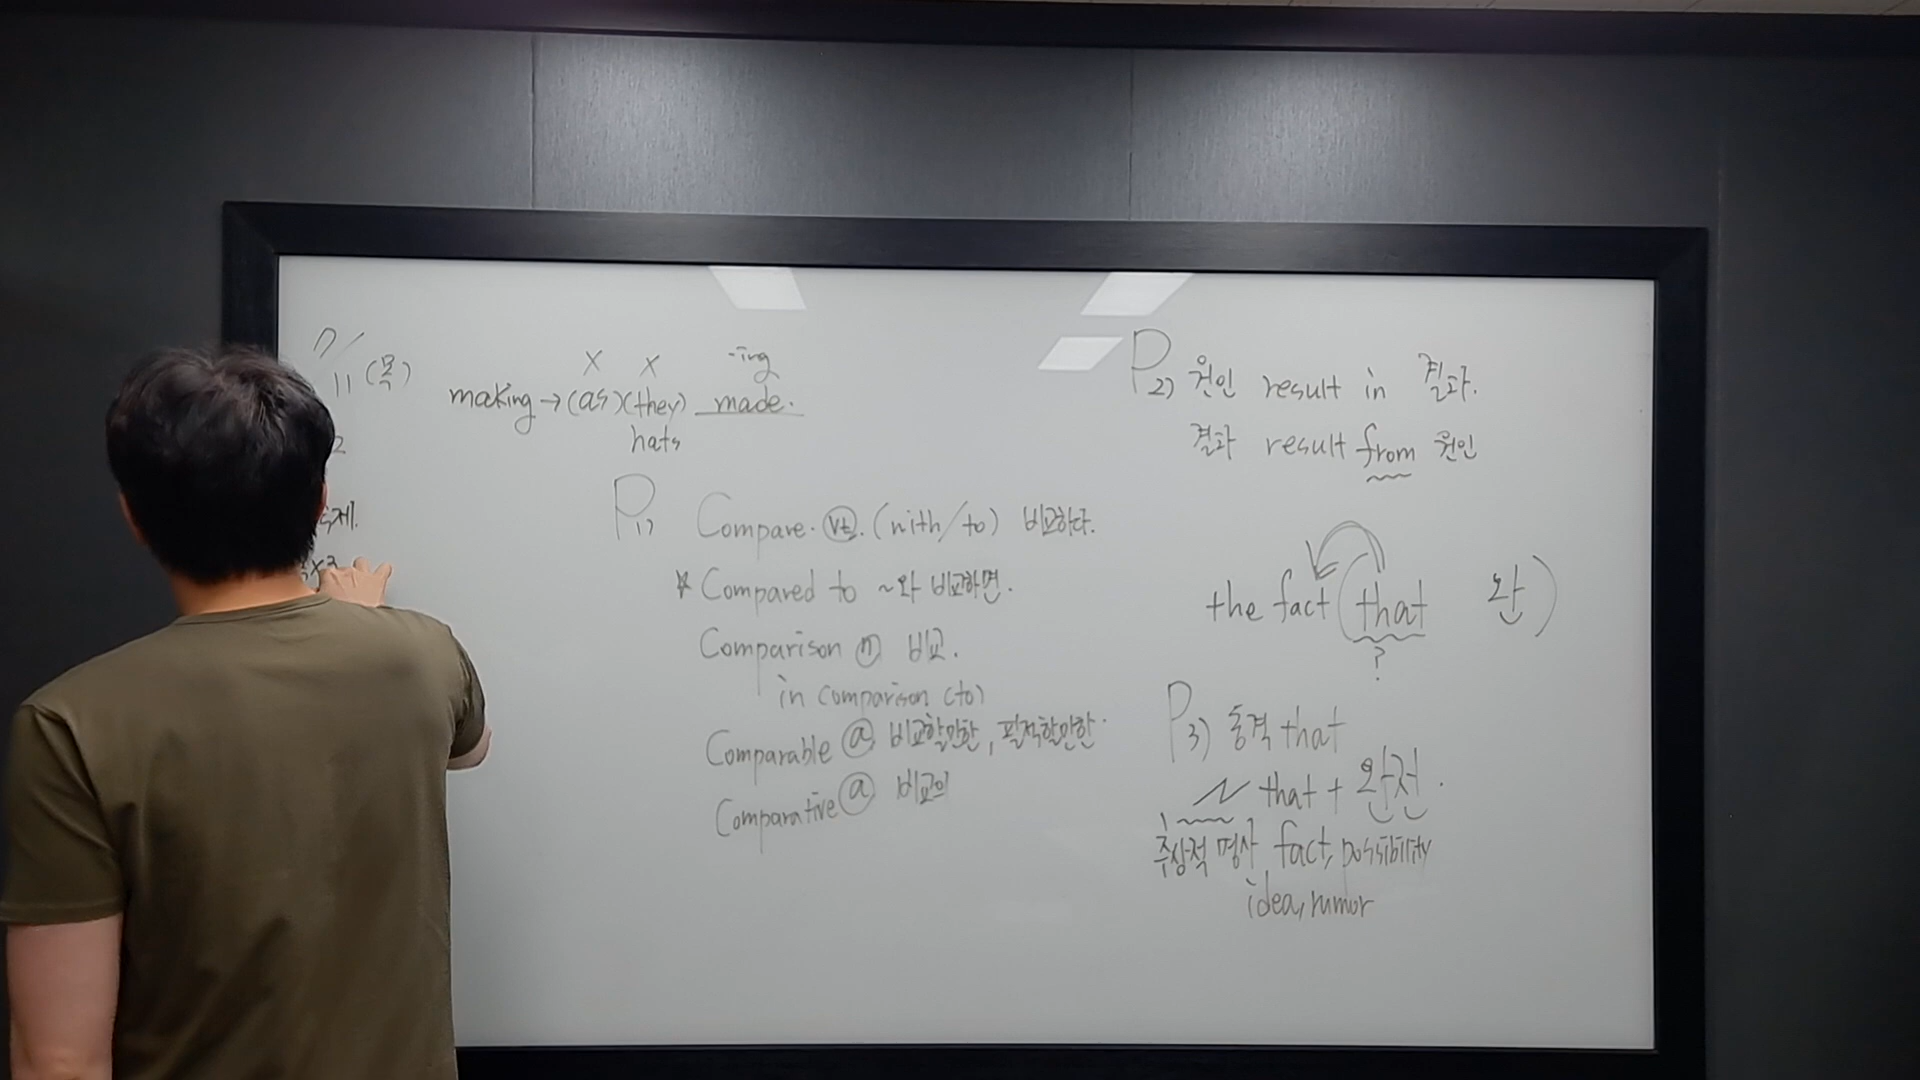 7/
11 (목)
2
X X -ing
making → (as)(they) made.
hats
P1) Compare. vt. (with/to) 비교하다.
* Compared to ~와 비교하면.
Comparison n 비교.
in comparison (to)
Comparable a 비교할만한, 필적할만한.
Comparative a 비교의
P2) 원인 result in 결과.
결과 result from 원인
the fact (that 완)
?
P3) 동격 that
N that + 완전.
추상적 명사 fact, possibility
idea, rumor